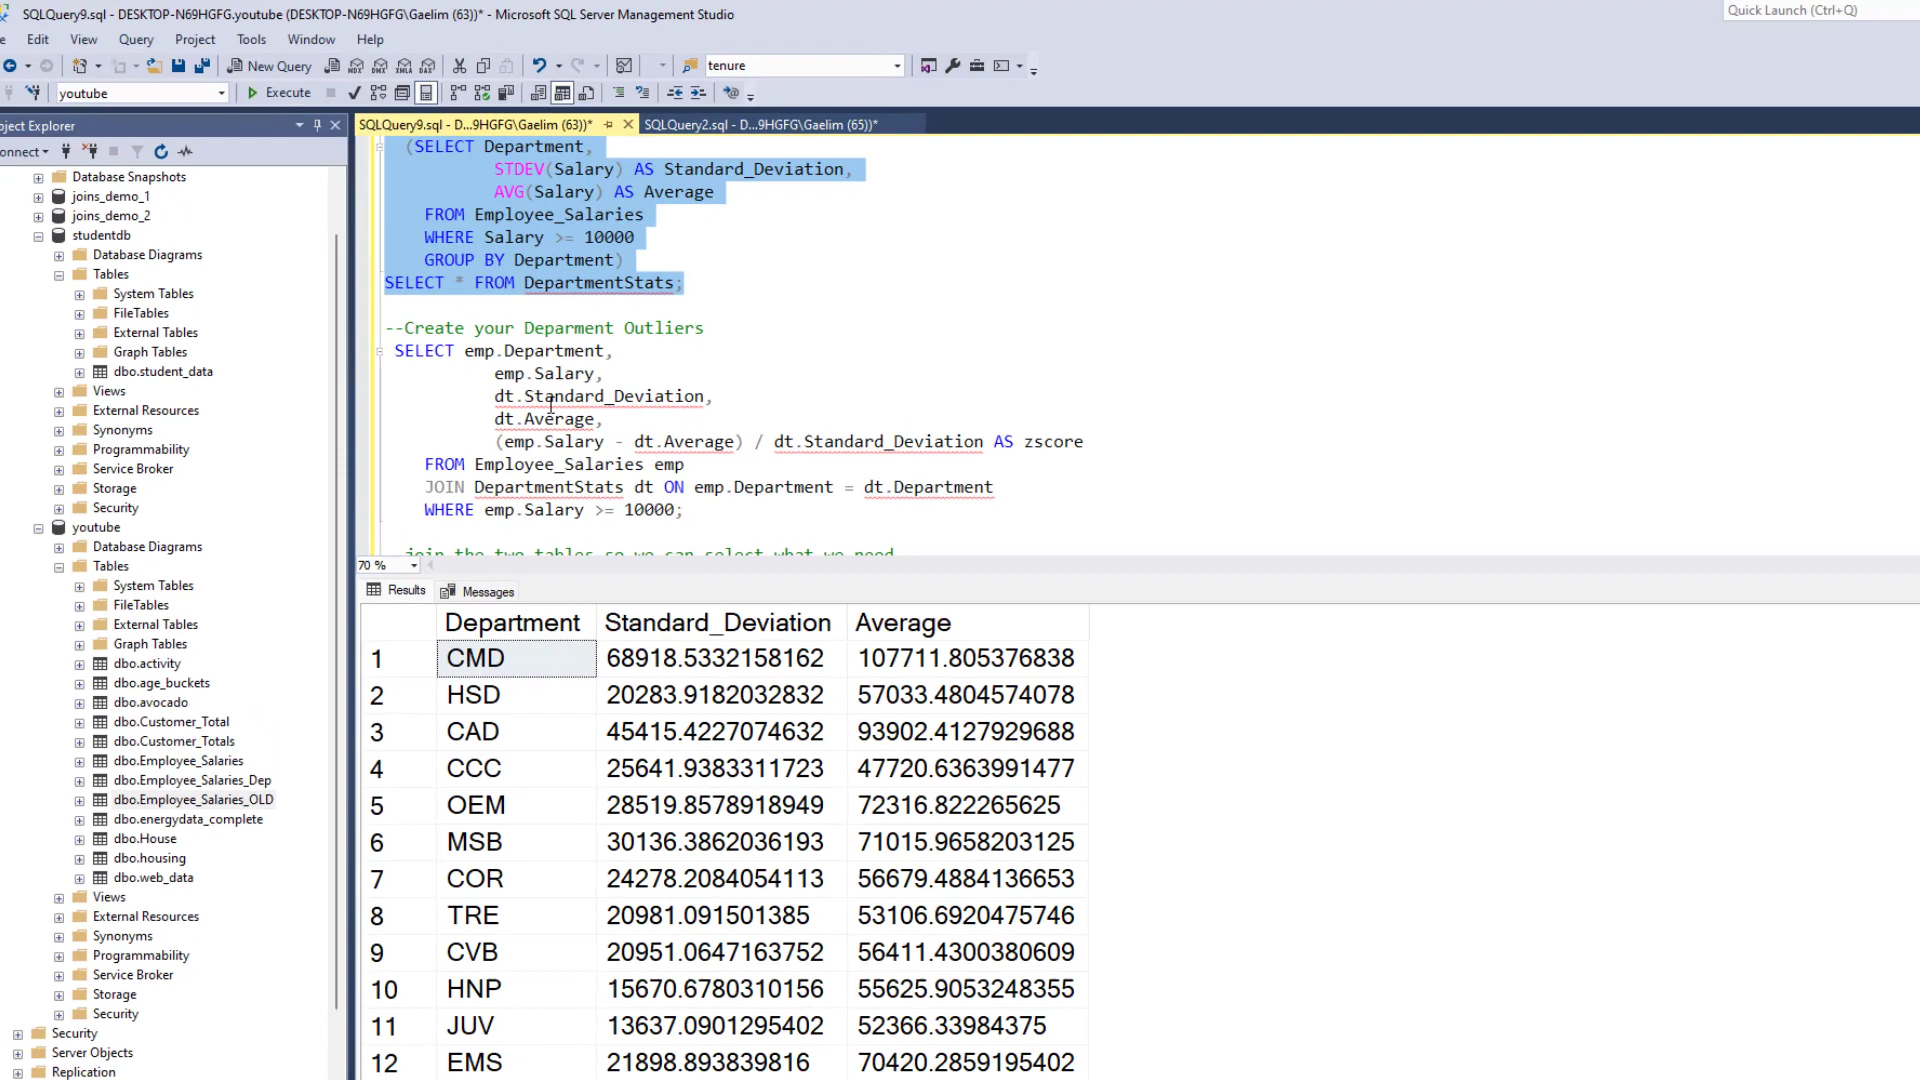 SQLQuery9.sql - DESKTOP-N69HGFG.youtube (DESKTOP-N69HGFG\Gaelim (63))* - Microsoft SQL Server Management Studio
Quick Launch (Ctrl+Q)
e Edit View Query Project Tools Window Help
New Query
tenure
youtube
Execute
oject Explorer
SQLQuery9.sql - D...9HGFG\Gaelim (63))*
SQLQuery2.sql - D...9HGFG\Gaelim (65))*
onnect
Database Snapshots
joins_demo_1
joins_demo_2
studentdb
Database Diagrams
Tables
System Tables
FileTables
External Tables
Graph Tables
dbo.student_data
Views
External Resources
Synonyms
Programmability
Service Broker
Storage
Security
youtube
Database Diagrams
Tables
System Tables
FileTables
External Tables
Graph Tables
dbo.activity
dbo.age_buckets
dbo.avocado
dbo.Customer_Total
dbo.Customer_Totals
dbo.Employee_Salaries
dbo.Employee_Salaries_Dep
dbo.Employee_Salaries_OLD
dbo.energydata_complete
dbo.House
dbo.housing
dbo.web_data
Views
External Resources
Synonyms
Programmability
Service Broker
Storage
Security
Security
Server Objects
Replication
(SELECT Department,
STDEV(Salary) AS Standard_Deviation,
AVG(Salary) AS Average
FROM Employee_Salaries
WHERE Salary >= 10000
GROUP BY Department)
SELECT * FROM DepartmentStats;
--Create your Deparment Outliers
SELECT emp.Department,
emp.Salary,
dt.Standard_Deviation,
dt.Average,
(emp.Salary - dt.Average) / dt.Standard_Deviation AS zscore
FROM Employee_Salaries emp
JOIN DepartmentStats dt ON emp.Department = dt.Department
WHERE emp.Salary >= 10000;
join the two tables so we can select what we need
70 %
Results Messages
Department Standard_Deviation Average
1 CMD 68918.5332158162 107711.805376838
2 HSD 20283.9182032832 57033.4804574078
3 CAD 45415.4227074632 93902.4127929688
4 CCC 25641.9383311723 47720.6363991477
5 OEM 28519.8578918949 72316.822265625
6 MSB 30136.3862036193 71015.9658203125
7 COR 24278.2084054113 56679.4884136653
8 TRE 20981.091501385 53106.6920475746
9 CVB 20951.0647163752 56411.4300380609
10 HNP 15670.6780310156 55625.9053248355
11 JUV 13637.0901295402 52366.33984375
12 EMS 21898.893839816 70420.2859195402